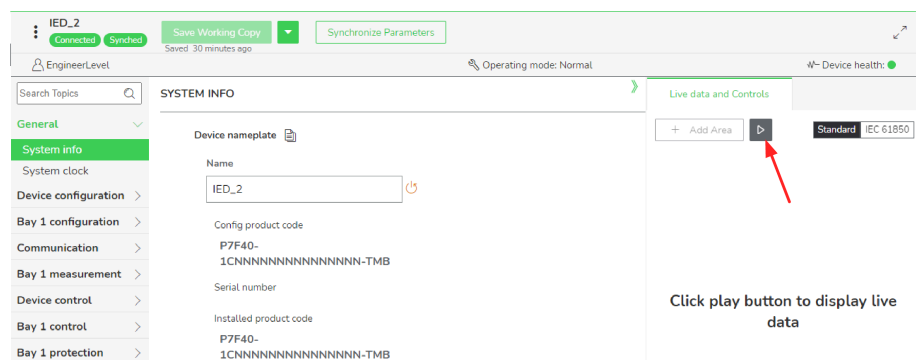 IED_2
Connected Synched
Save Working Copy
Synchronize Parameters
Saved 30 minutes ago
EngineerLevel
Operating mode: Normal
Device health:
Search Topics
General
System info
System clock
Device configuration
Bay 1 configuration
Communication
Bay 1 measurement
Device control
Bay 1 control
Bay 1 protection
SYSTEM INFO
Device nameplate
Name
IED_2
Config product code
P7F40-
1CNNNNNNNNNNNNNNN-TMB
Serial number
Installed product code
P7F40-
1CNNNNNNNNNNNNNNN-TMB
Live data and Controls
+ Add Area
Standard IEC 61850
Click play button to display live
data